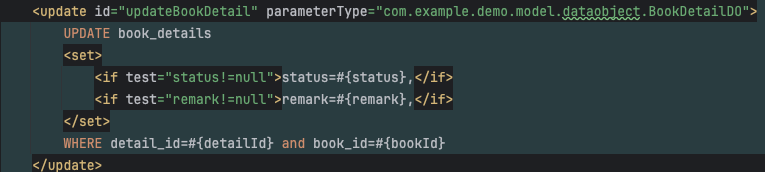 <update id="updateBookDetail" parameterType="com.example.demo.model.dataobject.BookDetailDO">
UPDATE book_details
<set>
<if test="status!=null">status=#{status},</if>
<if test="remark!=null">remark=#{remark},</if>
</set>
WHERE detail_id=#{detailId} and book_id=#{bookId}
</update>